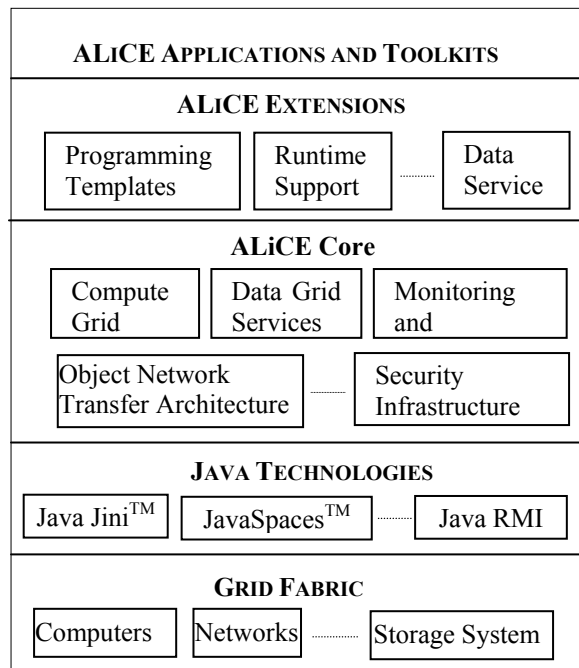 ALiCE Applications and Toolkits
ALiCE Extensions
Programming Runtime Data
Templates Support Service
ALiCE Core
Compute Data Grid Monitoring
Grid Services and
Object Network Security
Transfer Architecture Infrastructure
Java Technologies
Java Jini™ JavaSpaces™ Java RMI
Grid Fabric
Computers Networks Storage System